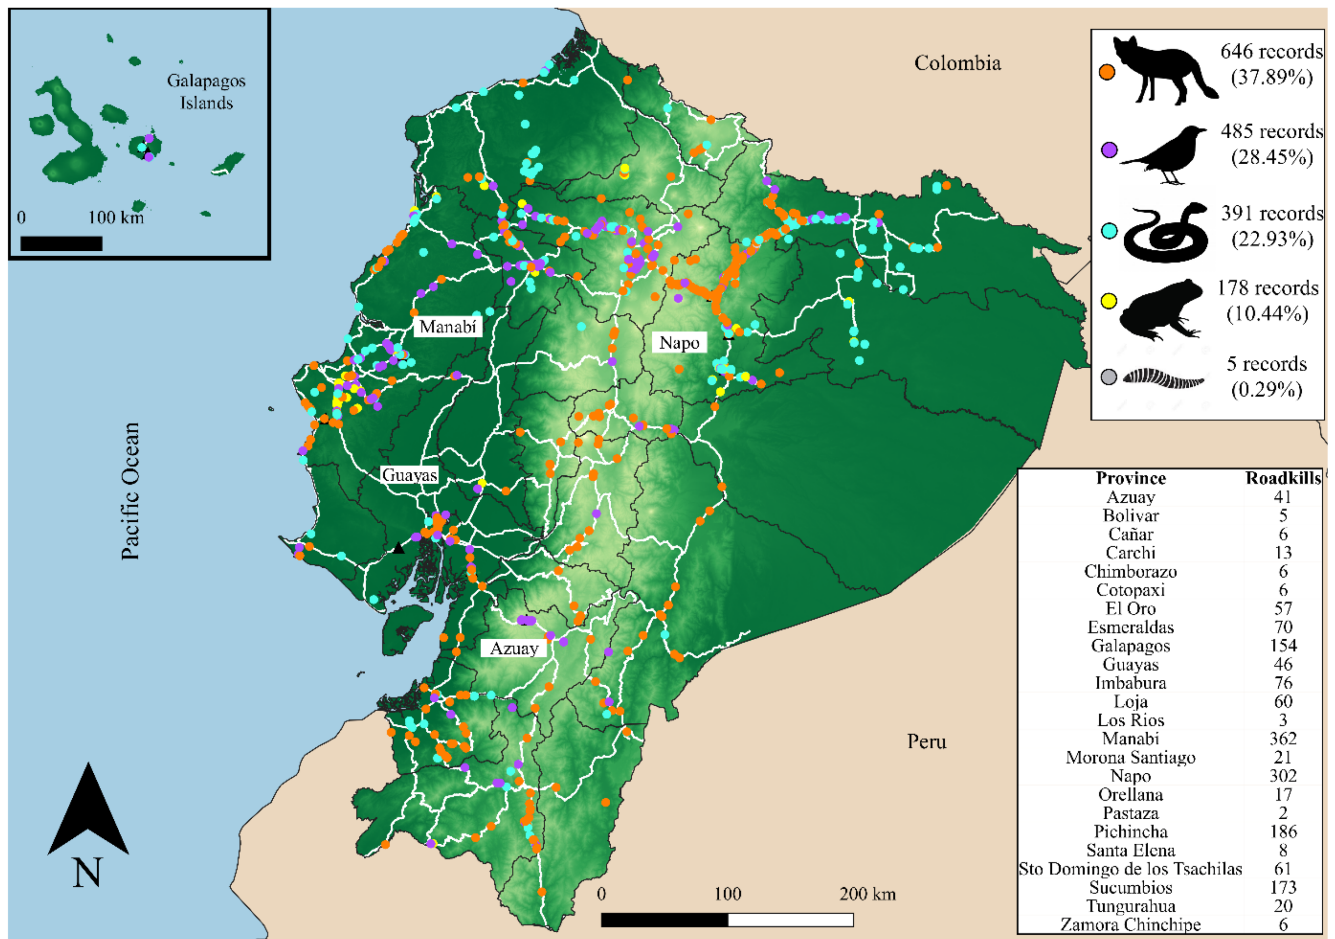 Galapagos
Islands
0 100 km
Colombia
646 records
(37.89%)
485 records
(28.45%)
391 records
(22.93%)
178 records
(10.44%)
5 records
(0.29%)
Manabí
Napo
Guayas
Azuay
Pacific Ocean
Peru
N
0 100 200 km
Province Roadkills
Azuay 41
Bolivar 5
Cañar 6
Carchi 13
Chimborazo 6
Cotopaxi 6
El Oro 57
Esmeraldas 70
Galapagos 154
Guayas 46
Imbabura 76
Loja 60
Los Rios 3
Manabi 362
Morona Santiago 21
Napo 302
Orellana 17
Pastaza 2
Pichincha 186
Santa Elena 8
Sto Domingo de los Tsachilas 61
Sucumbios 173
Tungurahua 20
Zamora Chinchipe 6